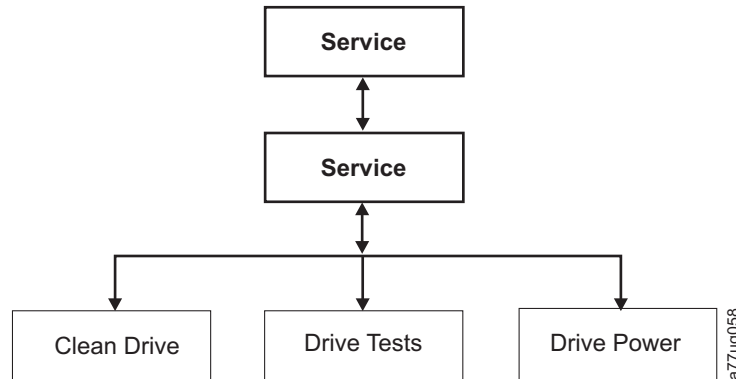 Service
Service
Clean Drive
Drive Tests
Drive Power
a77ug058